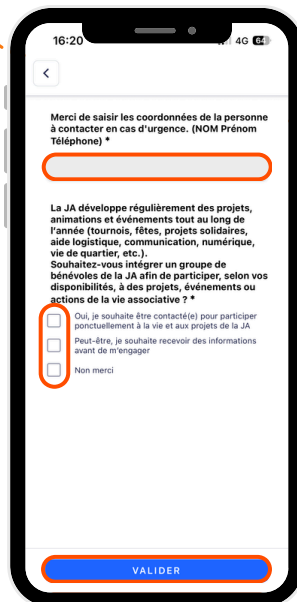 16:20
4G 64
Merci de saisir les coordonnées de la personne
à contacter en cas d'urgence. (NOM Prénom
Téléphone) *
La JA développe régulièrement des projets,
animations et événements tout au long de
l'année (tournois, fêtes, projets solidaires,
aide logistique, communication, numérique,
vie de quartier, etc.).
Souhaitez-vous intégrer un groupe de
bénévoles de la JA afin de participer, selon vos
disponibilités, à des projets, événements ou
actions de la vie associative ? *
Oui, je souhaite être contacté(e) pour participer
ponctuellement à la vie et aux projets de la JA
Peut-être, je souhaite recevoir des informations
avant de m'engager
Non merci
VALIDER